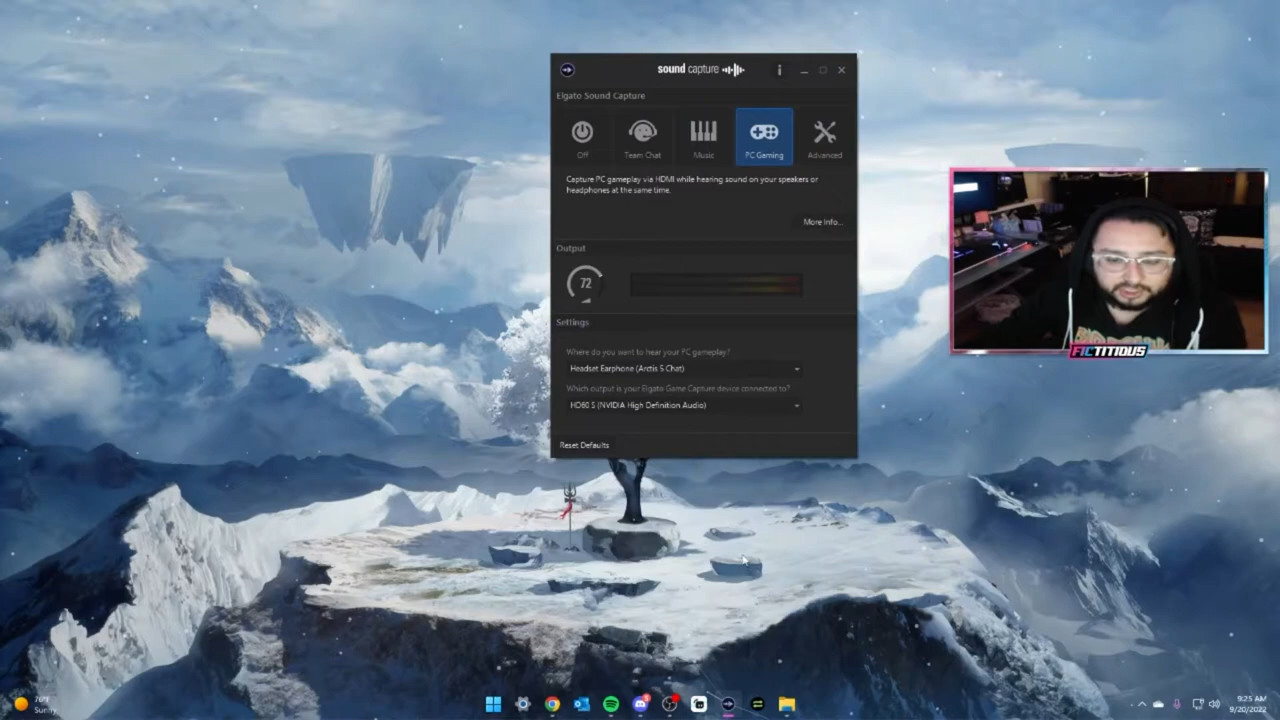 sound capture
Elgato Sound Capture
Off
Team Chat
Music
PC Gaming
Advanced
Capture PC gameplay via HDMI while hearing sound on your speakers or
headphones at the same time.
More Info...
Output
72
Settings
Where do you want to hear your PC gameplay?
Headset Earphone (Arctis 5 Chat)
Which output is your Elgato Game Capture device connected to?
HD60 S (NVIDIA High Definition Audio)
Reset Defaults
FICTITIOUS
76°F
Sunny
9:25 AM
9/20/2022